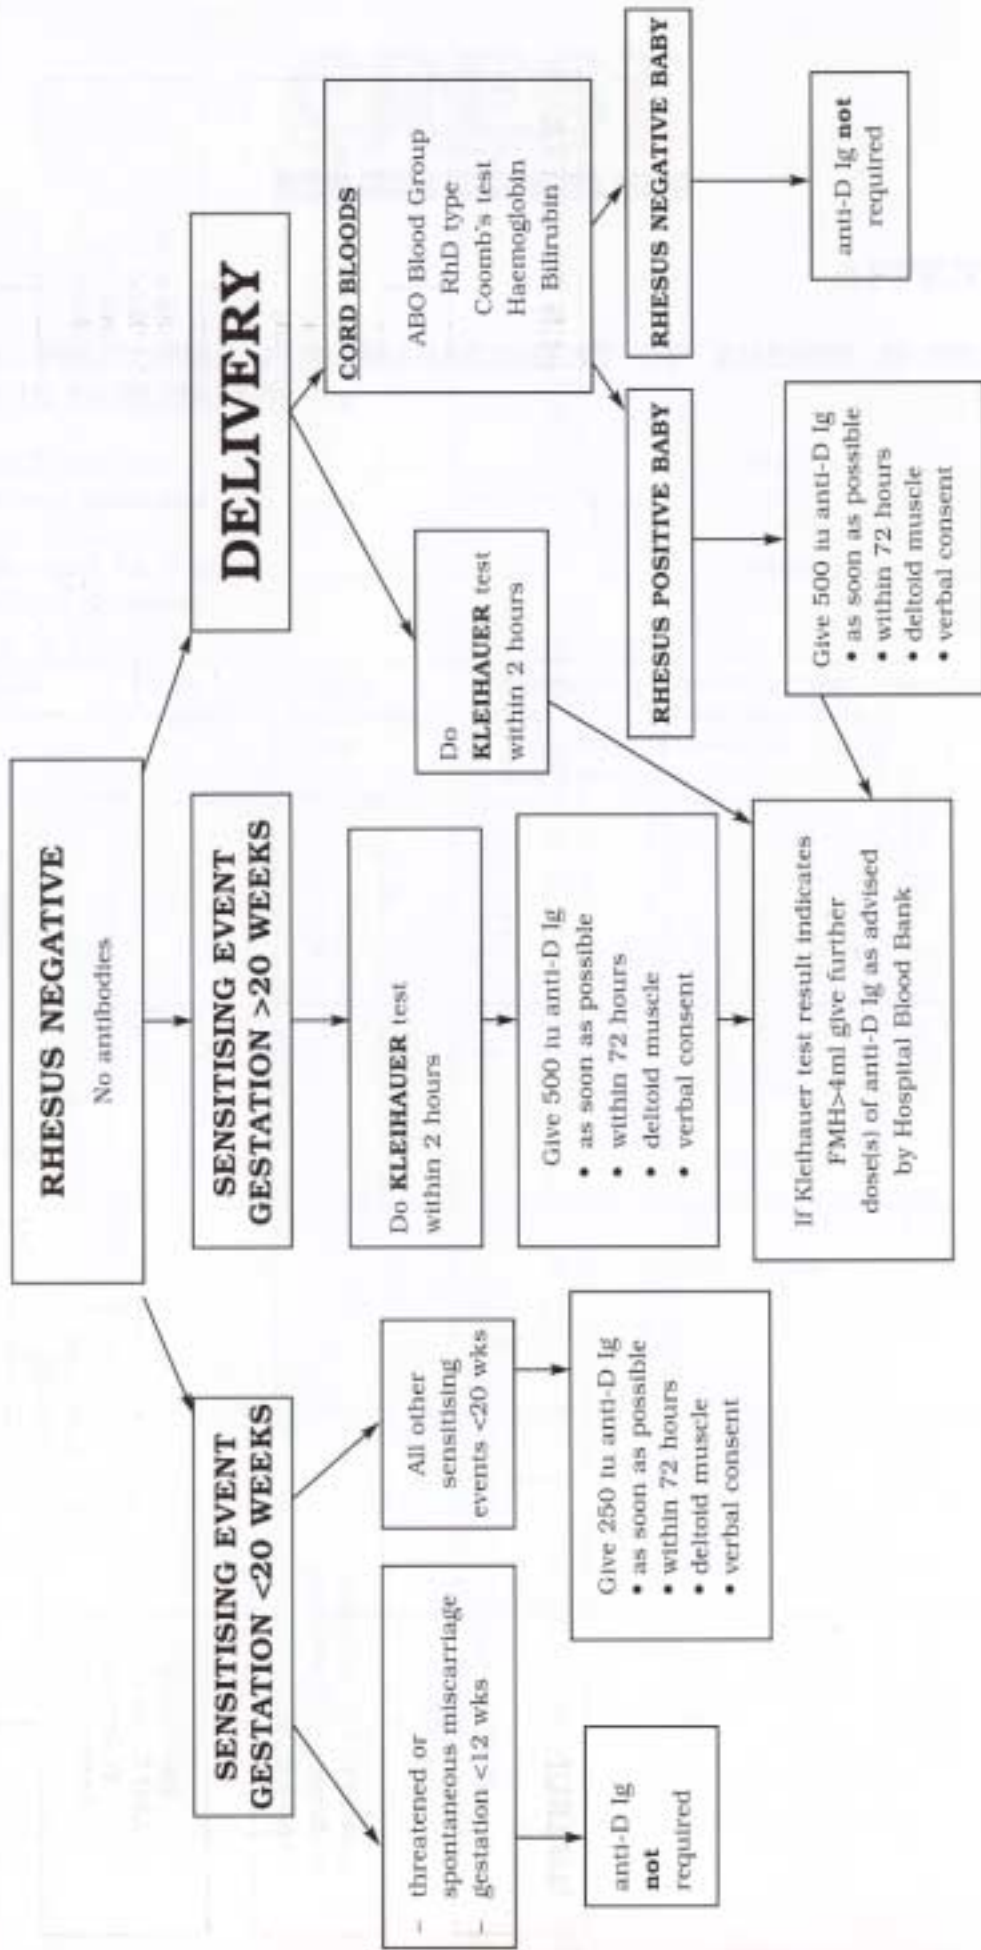 RHESUS NEGATIVE
No antibodies
SENSITISING EVENT
GESTATION <20 WEEKS
– threatened or
spontaneous miscarriage
– gestation <12 wks
anti-D Ig
not
required
All other
sensitising
events <20 wks
Give 250 iu anti-D Ig
• as soon as possible
• within 72 hours
• deltoid muscle
• verbal consent
SENSITISING EVENT
GESTATION >20 WEEKS
Do KLEIHAUER test
within 2 hours
Give 500 iu anti-D Ig
• as soon as possible
• within 72 hours
• deltoid muscle
• verbal consent
If Kleihauer test result indicates
FMH>4ml give further
dose(s) of anti-D Ig as advised
by Hospital Blood Bank
DELIVERY
Do
KLEIHAUER test
within 2 hours
CORD BLOODS
ABO Blood Group
RhD type
Coomb's test
Haemoglobin
Bilirubin
RHESUS POSITIVE BABY
Give 500 iu anti-D Ig
• as soon as possible
• within 72 hours
• deltoid muscle
• verbal consent
RHESUS NEGATIVE BABY
anti-D Ig not
required